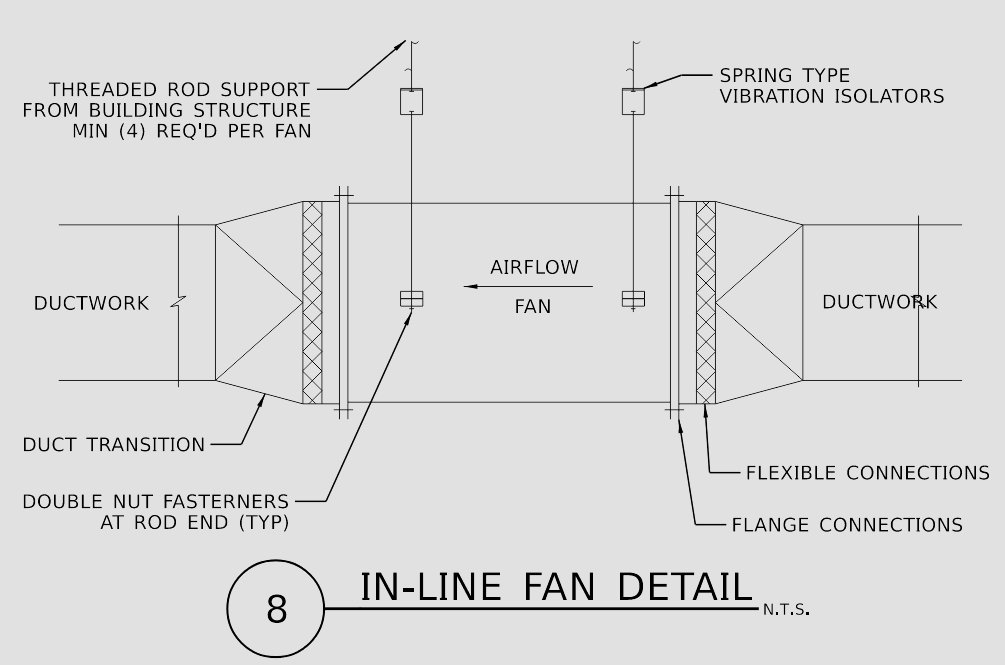 THREADED ROD SUPPORT
FROM BUILDING STRUCTURE
MIN (4) REQ'D PER FAN
SPRING TYPE
VIBRATION ISOLATORS
AIRFLOW
FAN
DUCTWORK
DUCTWORK
DUCT TRANSITION
DOUBLE NUT FASTERNERS
AT ROD END (TYP)
FLEXIBLE CONNECTIONS
FLANGE CONNECTIONS
8
IN-LINE FAN DETAIL
N.T.S.